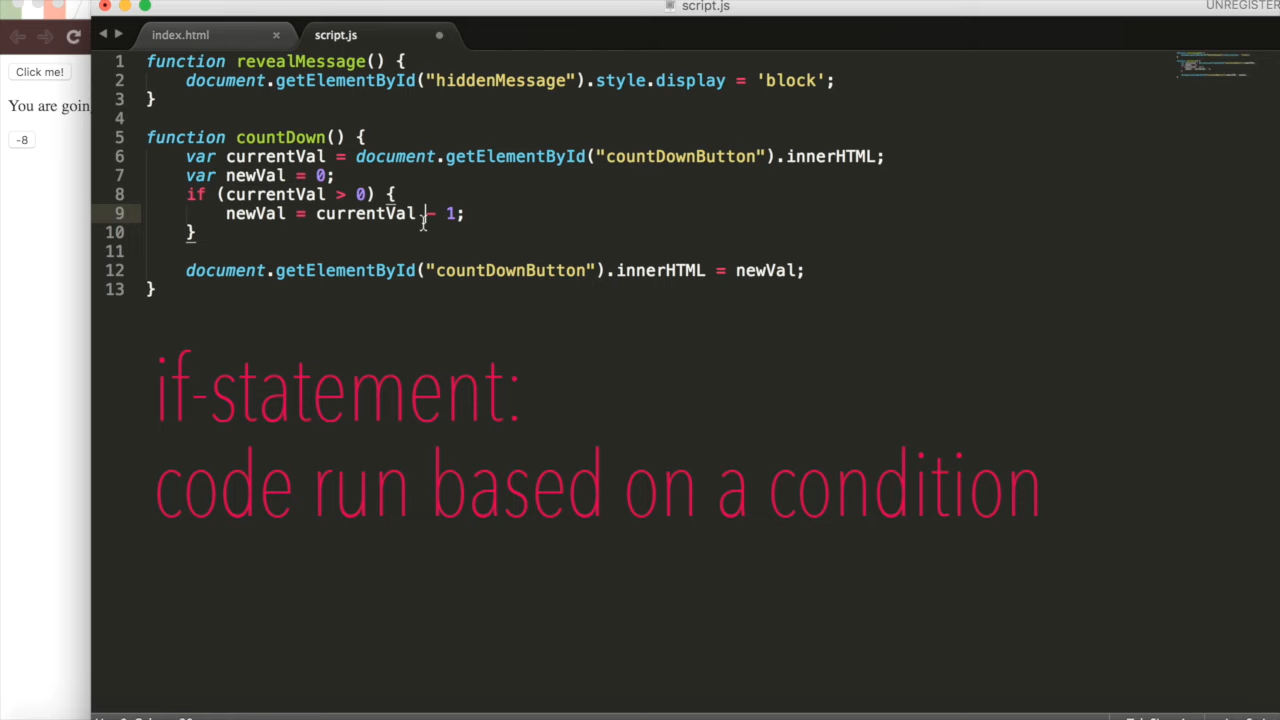 script.js
UNREGISTER
index.html
script.js
Click me!
You are goin
-8
1 function revealMessage() {
2 document.getElementById("hiddenMessage").style.display = 'block';
3 }
4
5 function countDown() {
6 var currentVal = document.getElementById("countDownButton").innerHTML;
7 var newVal = 0;
8 if (currentVal > 0) {
9 newVal = currentVal - 1;
10 }
11
12 document.getElementById("countDownButton").innerHTML = newVal;
13 }
if-statement:
code run based on a condition